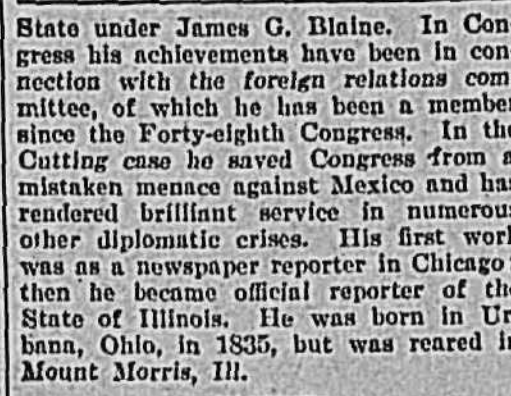 State under James G. Blaine. In Con-
gress his achievements have been in con-
nection with the foreign relations com-
mittee, of which he has been a member
since the Forty-eighth Congress. In the
Cutting case he saved Congress from a
mistaken menace against Mexico and has
rendered brilliant service in numerous
other diplomatic crises. His first work
was as a newspaper reporter in Chicago;
then he became official reporter of the
State of Illinois. He was born in Ur-
bana, Ohio, in 1835, but was reared in
Mount Morris, Ill.